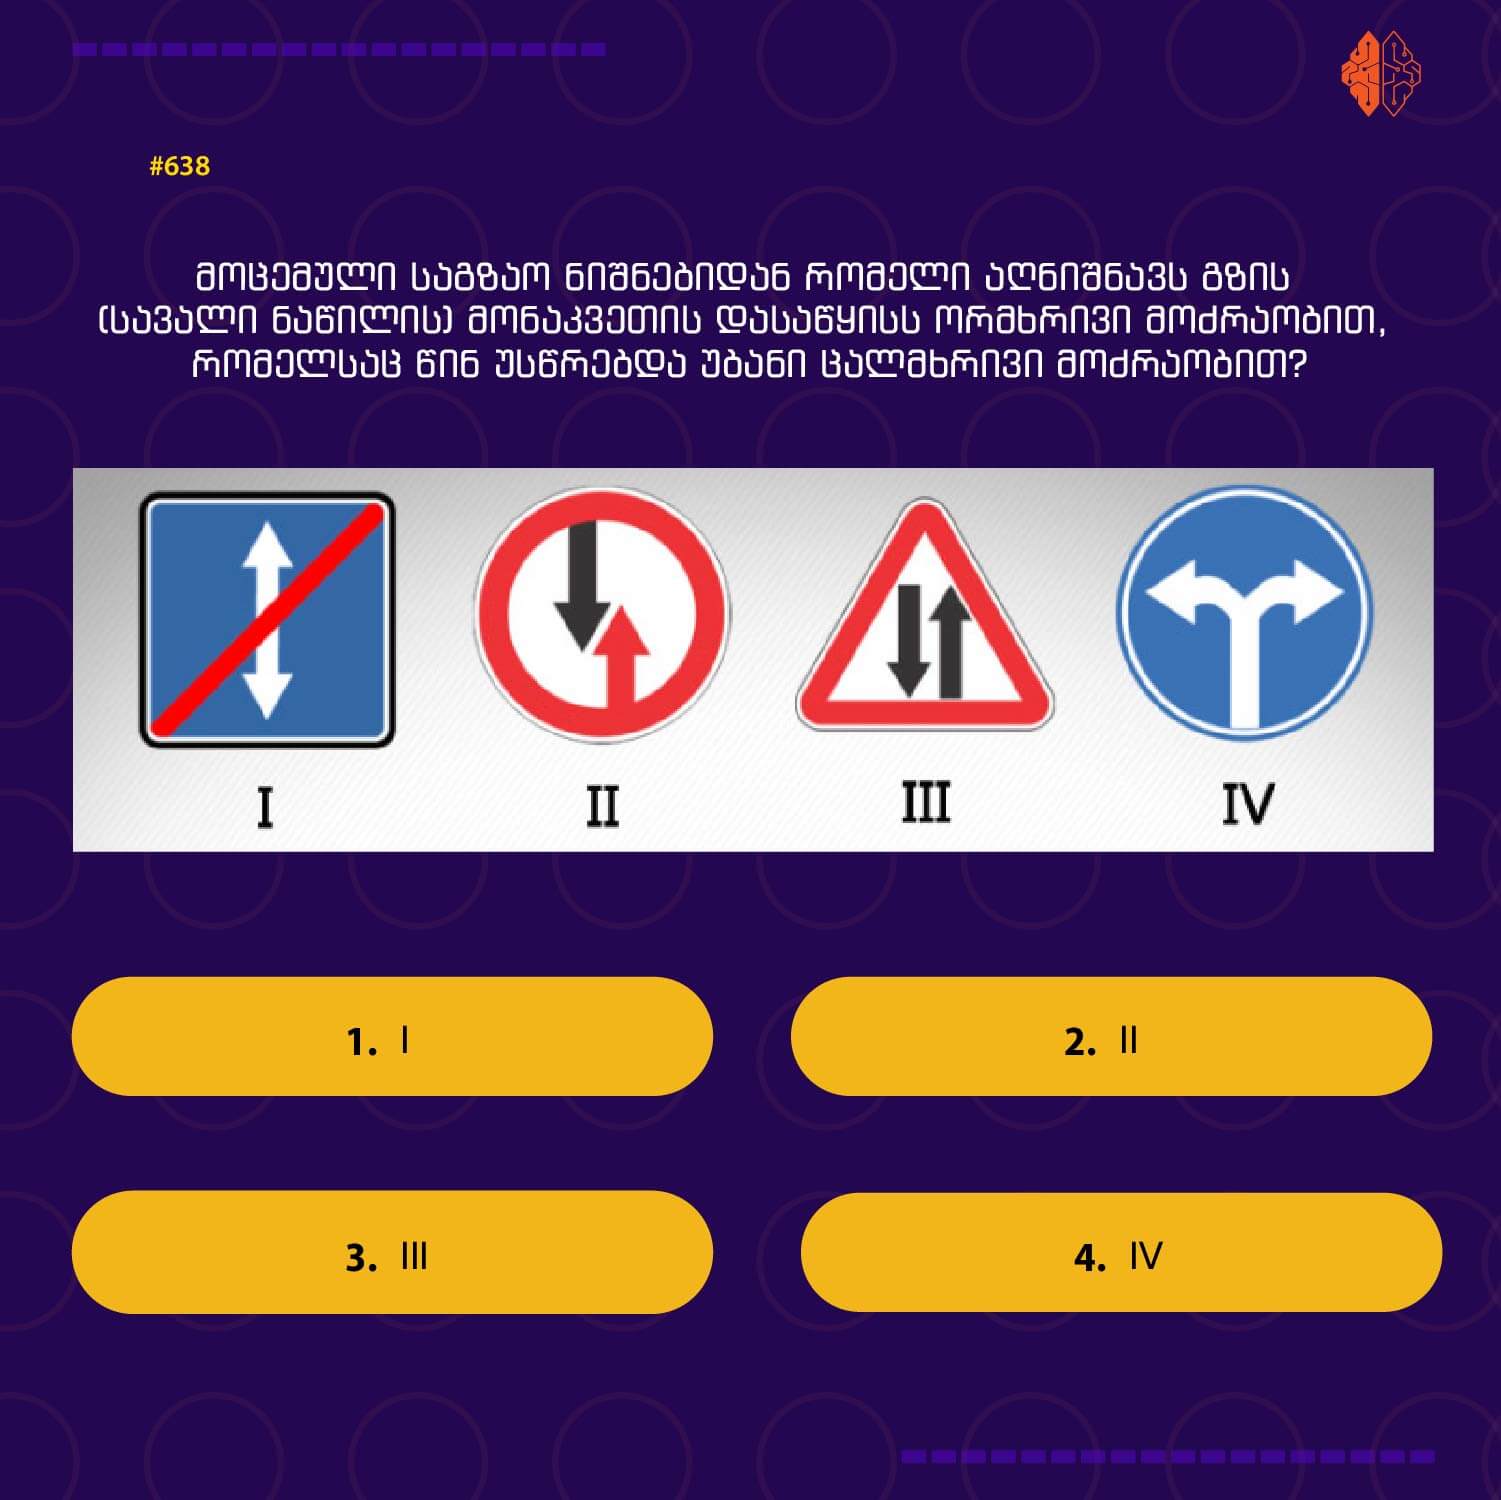 #638
მოცემული საგზაო ნიშნებიდან რომელი აღნიშნავს გზის
(სავალი ნაწილის) მონაკვეთის დასაწყისს ორმხრივი მოძრაობით,
რომელსაც წინ უსწრებდა უბანი ცალმხრივი მოძრაობით?
I II III IV
1. I
2. II
3. III
4. IV